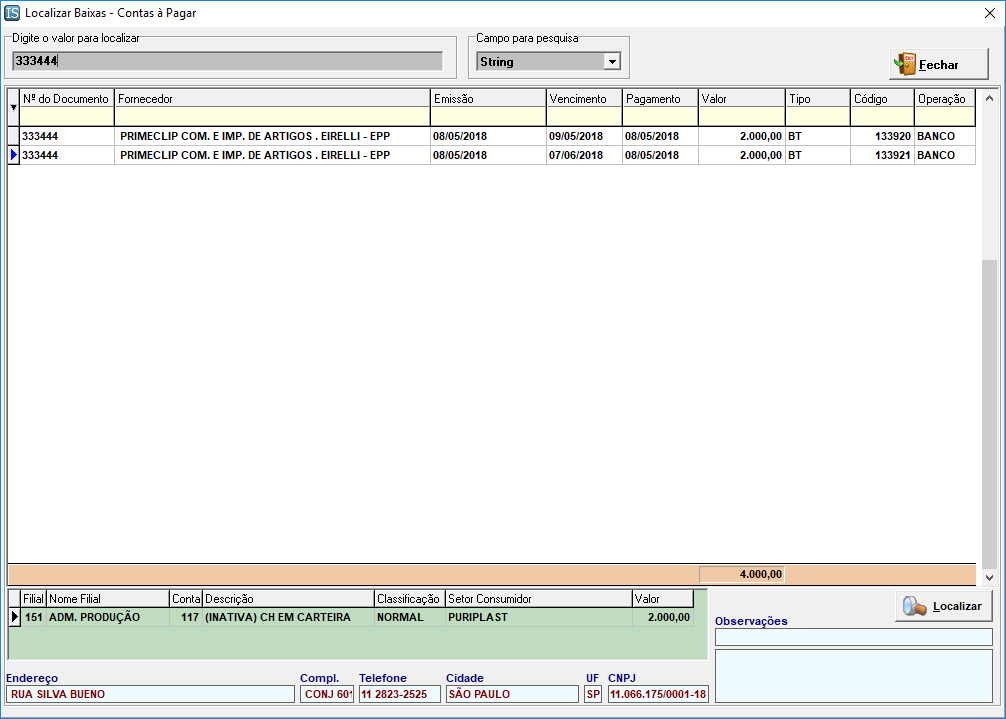 IS Localizar Baixas - Contas à Pagar
Digite o valor para localizar
Campo para pesquisa
333444
String
Fechar
Nº do Documento Fornecedor Emissão Vencimento Pagamento Valor Tipo Código Operação
333444 PRIMECLIP COM. E IMP. DE ARTIGOS . EIRELLI - EPP 08/05/2018 09/05/2018 08/05/2018 2.000,00 BT 133920 BANCO
333444 PRIMECLIP COM. E IMP. DE ARTIGOS . EIRELLI - EPP 08/05/2018 07/06/2018 08/05/2018 2.000,00 BT 133921 BANCO
4.000,00
Filial Nome Filial Conta Descrição Classificação Setor Consumidor Valor
151 ADM. PRODUÇÃO 117 (INATIVA) CH EM CARTEIRA NORMAL PURIPLAST 2.000,00
Localizar
Observações
Endereço Compl. Telefone Cidade UF CNPJ
RUA SILVA BUENO CONJ 601 11 2823-2525 SÃO PAULO SP 11.066.175/0001-18